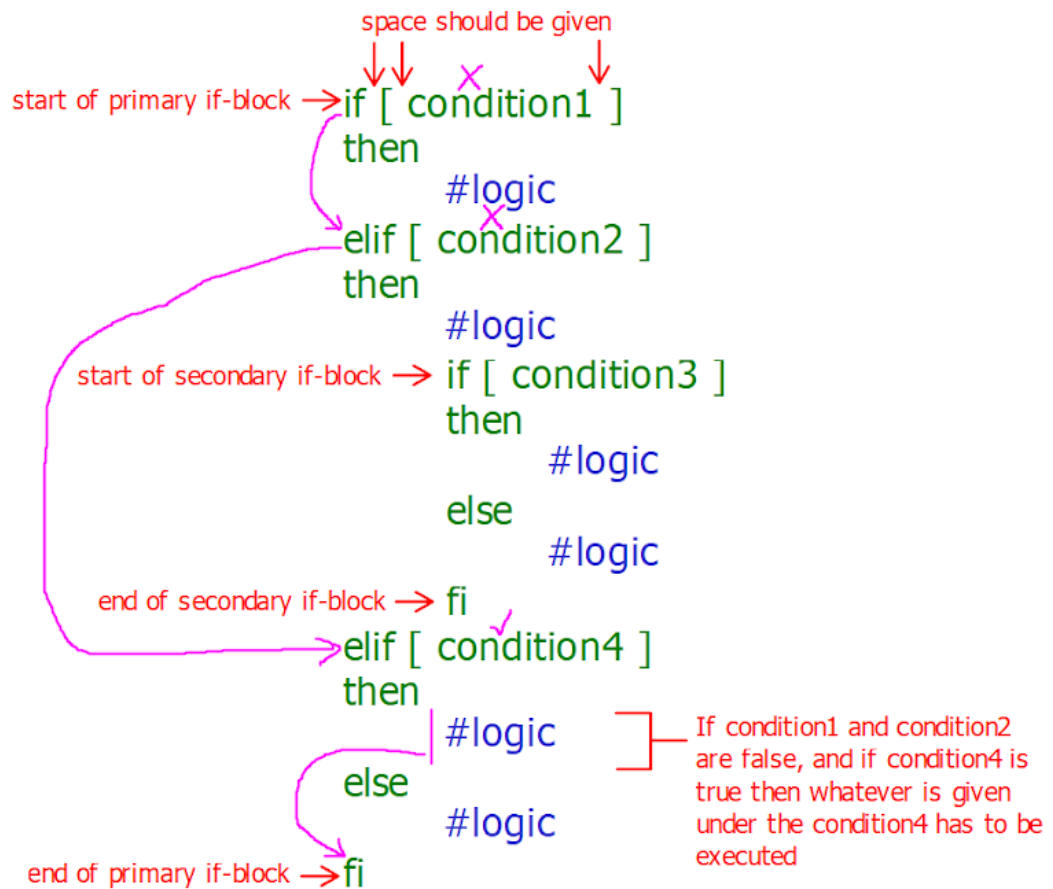 space should be given
start of primary if-block if [ condition1 ]
then
#logic
elif [ condition2 ]
then
#logic
start of secondary if-block if [ condition3 ]
then
#logic
else
#logic
end of secondary if-block fi
elif [ condition4 ]
then
#logic
else
#logic
end of primary if-block fi
If condition1 and condition2
are false, and if condition4 is
true then whatever is given
under the condition4 has to be
executed